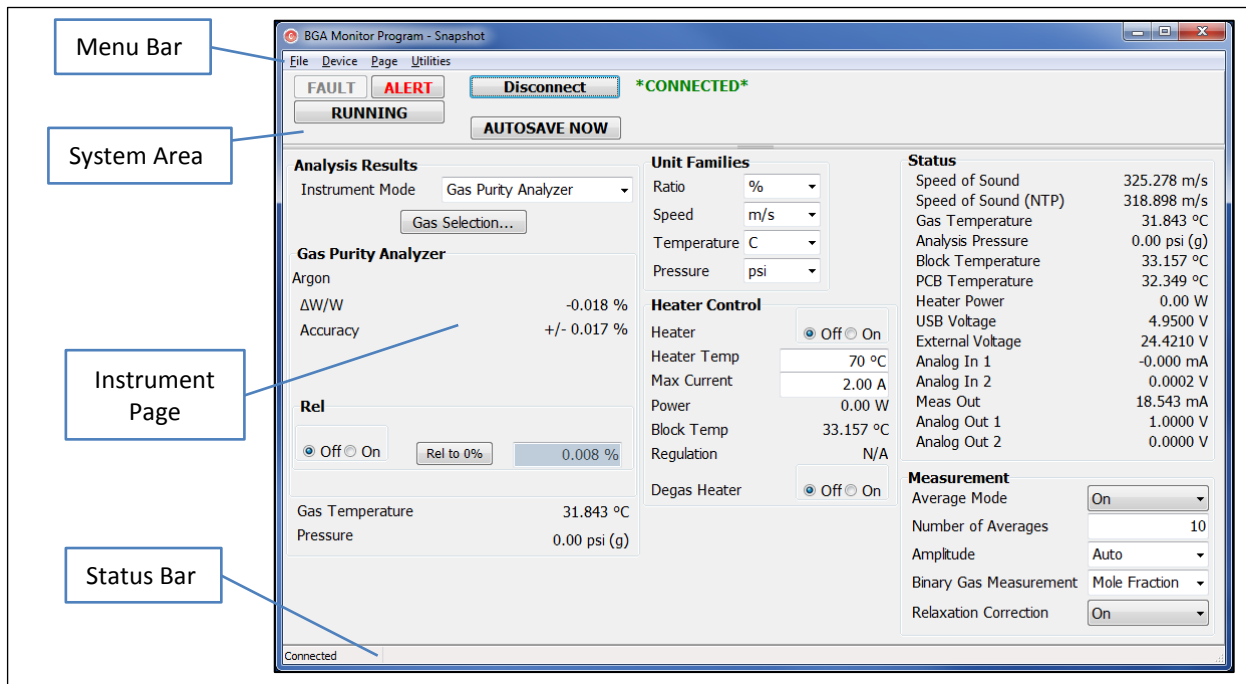 Menu Bar
System Area
Instrument
Page
Status Bar
BGA Monitor Program - Snapshot
File Device Page Utilities
FAULT ALERT Disconnect *CONNECTED*
RUNNING
AUTOSAVE NOW
Analysis Results
Instrument Mode Gas Purity Analyzer
Gas Selection...
Gas Purity Analyzer
Argon
ΔW/W -0.018 %
Accuracy +/- 0.017 %
Rel
Off On Rel to 0% 0.008 %
Gas Temperature 31.843 ºC
Pressure 0.00 psi (g)
Unit Families
Ratio %
Speed m/s
Temperature C
Pressure psi
Heater Control
Heater Off On
Heater Temp 70 ºC
Max Current 2.00 A
Power 0.00 W
Block Temp 33.157 ºC
Regulation N/A
Degas Heater Off On
Status
Speed of Sound 325.278 m/s
Speed of Sound (NTP) 318.898 m/s
Gas Temperature 31.843 ºC
Analysis Pressure 0.00 psi (g)
Block Temperature 33.157 ºC
PCB Temperature 32.349 ºC
Heater Power 0.00 W
USB Voltage 4.9500 V
External Voltage 24.4210 V
Analog In 1 -0.000 mA
Analog In 2 0.0002 V
Meas Out 18.543 mA
Analog Out 1 1.0000 V
Analog Out 2 0.0000 V
Measurement
Average Mode On
Number of Averages 10
Amplitude Auto
Binary Gas Measurement Mole Fraction
Relaxation Correction On
Connected